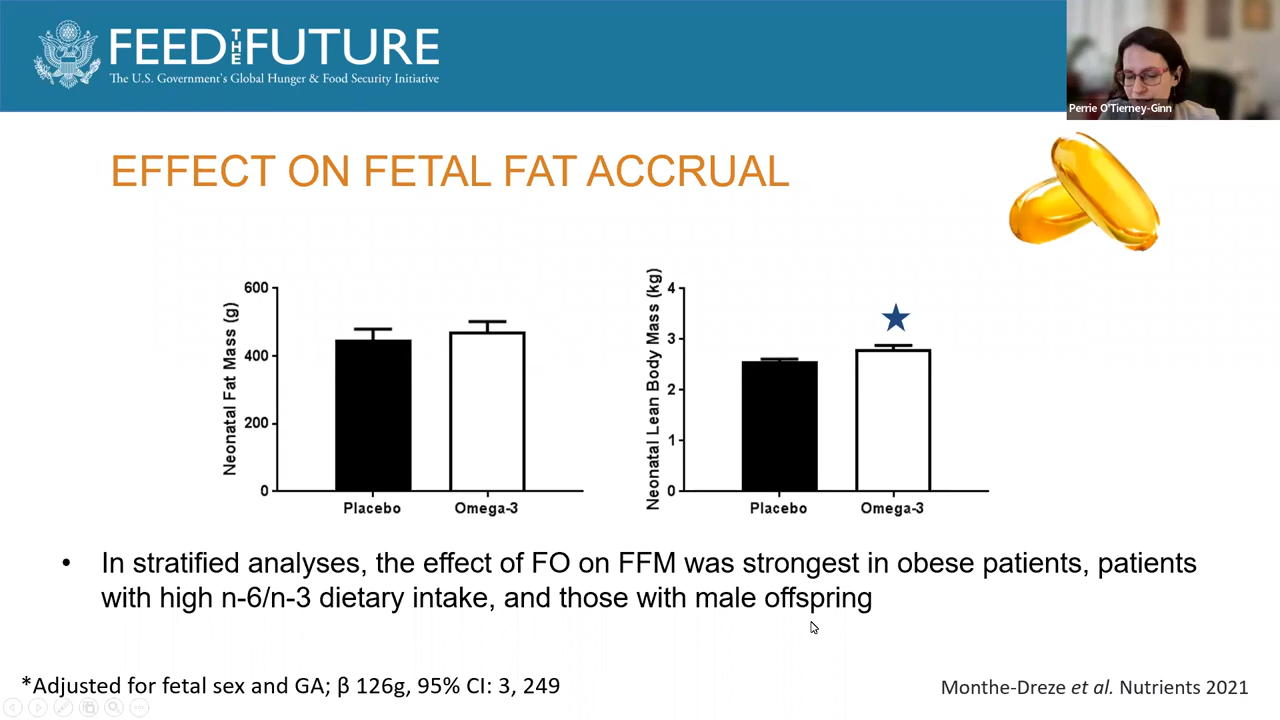 FEED THE FUTURE
The U.S. Government's Global Hunger & Food Security Initiative
Perrie O'Tierney-Ginn
EFFECT ON FETAL FAT ACCRUAL
Neonatal Fat Mass (g)
600
400
200
0
Placebo
Omega-3
Neonatal Lean Body Mass (kg)
4
3
2
1
0
Placebo
Omega-3
• In stratified analyses, the effect of FO on FFM was strongest in obese patients, patients
with high n-6/n-3 dietary intake, and those with male offspring
*Adjusted for fetal sex and GA; β 126g, 95% CI: 3, 249
Monthe-Dreze et al. Nutrients 2021